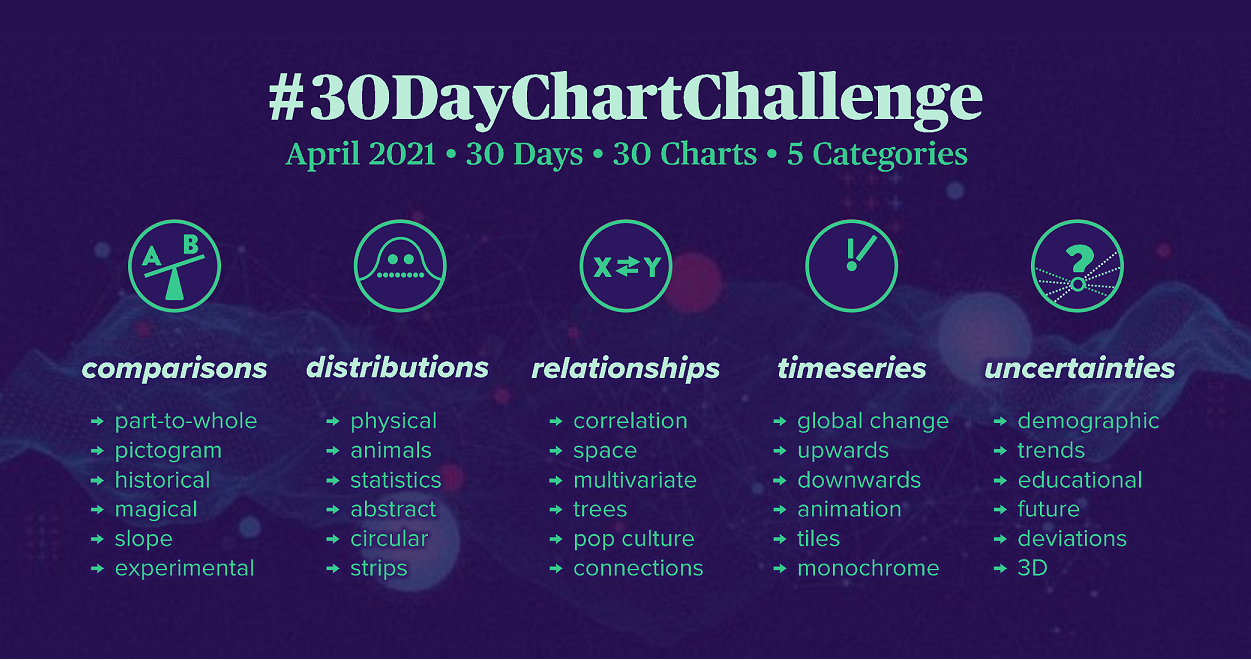 #30DayChartChallenge
April 2021 • 30 Days • 30 Charts • 5 Categories
A B
X⇄Y
!
?
comparisons
➔ part-to-whole
➔ pictogram
➔ historical
➔ magical
➔ slope
➔ experimental
distributions
➔ physical
➔ animals
➔ statistics
➔ abstract
➔ circular
➔ strips
relationships
➔ correlation
➔ space
➔ multivariate
➔ trees
➔ pop culture
➔ connections
timeseries
➔ global change
➔ upwards
➔ downwards
➔ animation
➔ tiles
➔ monochrome
uncertainties
➔ demographic
➔ trends
➔ educational
➔ future
➔ deviations
➔ 3D